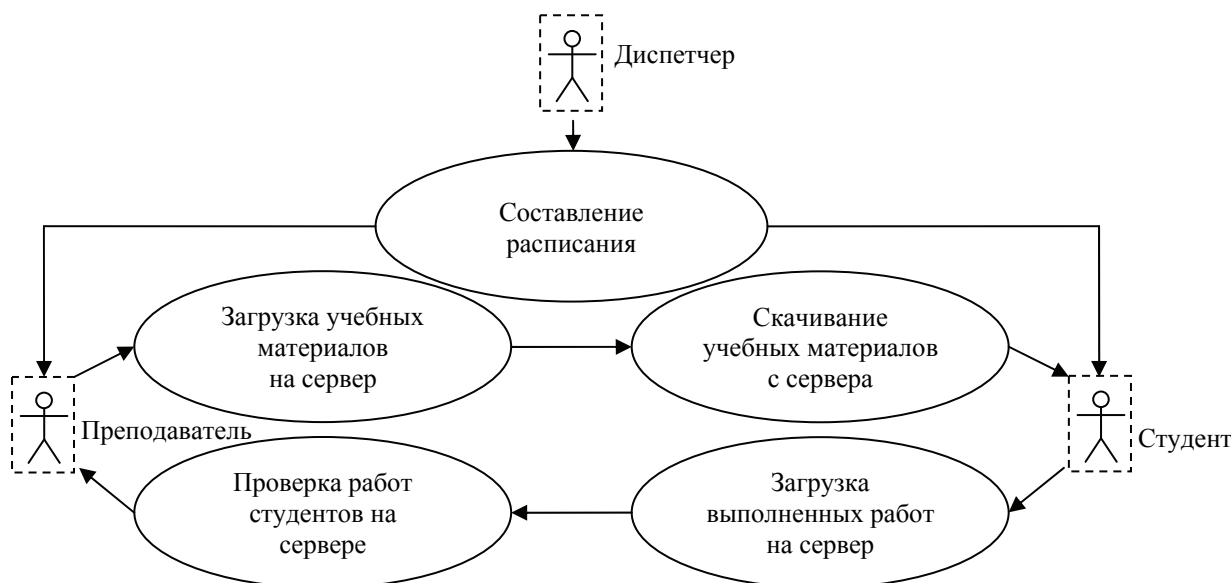 Диспетчер
Составление
расписания
Загрузка учебных
материалов
на сервер
Скачивание
учебных материалов
с сервера
Преподаватель
Студент
Проверка работ
студентов на
сервере
Загрузка
выполненных работ
на сервер